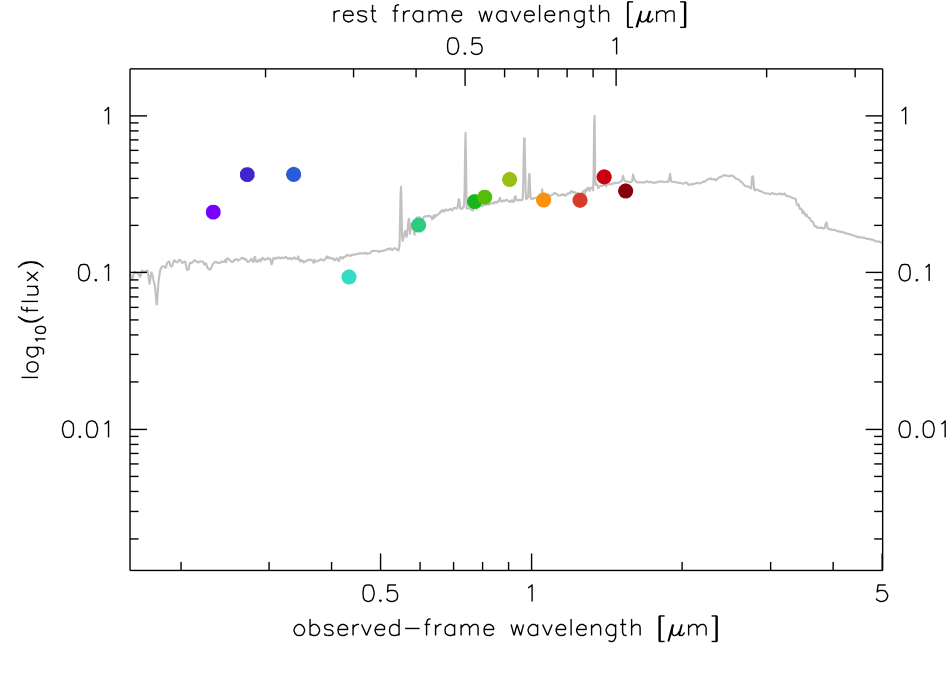 rest frame wavelength [μm]
0.5 1
1 1
0.1 0.1
0.01 0.01
log10(flux)
0.5 1 5
observed-frame wavelength [μm]